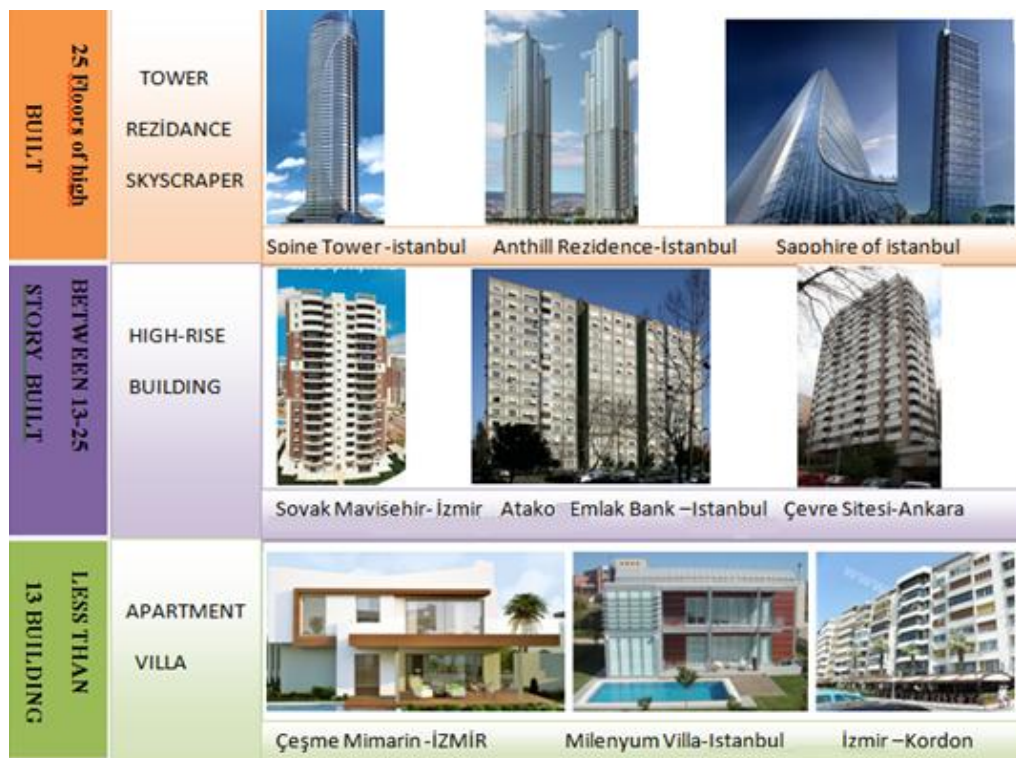 25 Floors of high
BUILT
TOWER
REZİDANCE
SKYSCRAPER
Spine Tower -istanbul
Anthill Rezidence-İstanbul
Sapphire of istanbul
BETWEEN 13-25
STORY BUILT
HIGH-RISE
BUILDING
Sovak Mavisehir- İzmir
Atako Emlak Bank –Istanbul
Çevre Sitesi-Ankara
LESS THAN
13 BUILDING
APARTMENT
VILLA
Çeşme Mimarin -İZMİR
Milenyum Villa-Istanbul
İzmir –Kordon